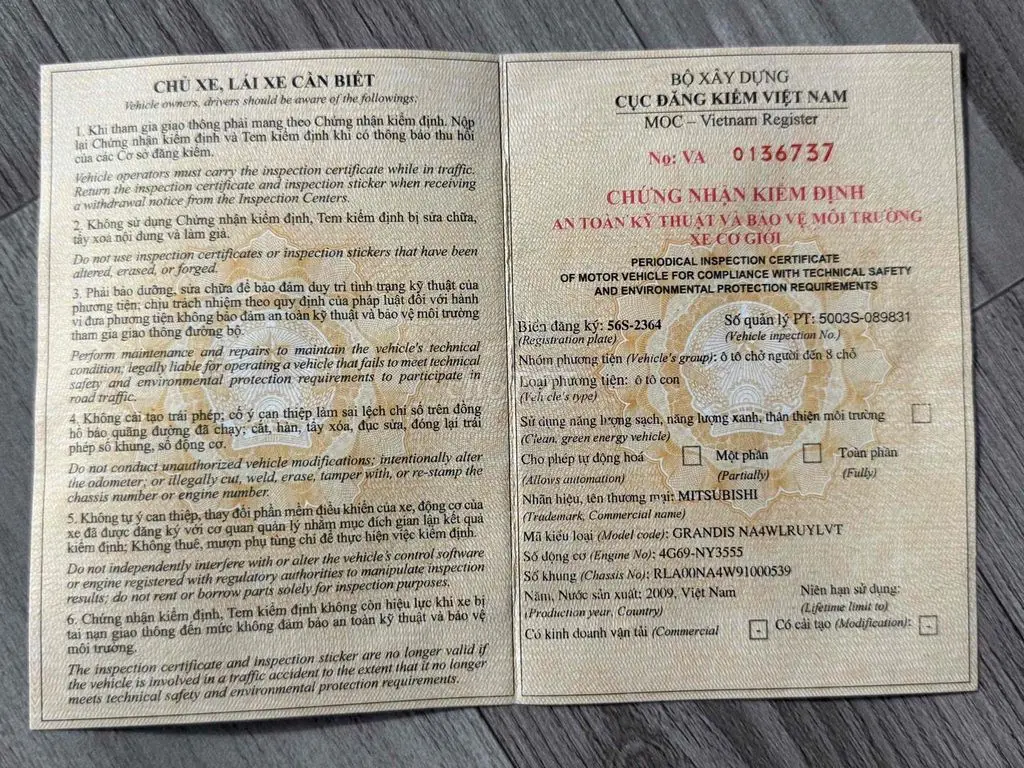 CHỦ XE, LÁI XE CẦN BIẾT
Vehicle owners, drivers should be aware of the followings:
1. Khi tham gia giao thông phải mang theo Chứng nhận kiểm định. Nộp
lại Chứng nhận kiểm định và Tem kiểm định khi có thông báo thu hồi
của các Cơ sở đăng kiểm.
Vehicle operators must carry the inspection certificate while in traffic.
Return the inspection certificate and inspection sticker when receiving
a withdrawal notice from the Inspection Centers.
2. Không sử dụng Chứng nhận kiểm định, Tem kiểm định bị sửa chữa,
tẩy xoá nội dung và làm giả.
Do not use inspection certificates or inspection stickers that have been
altered, erased, or forged.
3. Phải bảo dưỡng, sửa chữa để bảo đảm duy trì tình trạng kỹ thuật của
phương tiện; chịu trách nhiệm theo quy định của pháp luật đối với hành
vi đưa phương tiện không bảo đảm an toàn kỹ thuật và bảo vệ môi trường
tham gia giao thông đường bộ.
Perform maintenance and repairs to maintain the vehicle's technical
condition; legally liable for operating a vehicle that fails to meet technical
safety and environmental protection requirements to participate in
road traffic.
4. Không cải tạo trái phép; cố ý can thiệp làm sai lệch chỉ số trên đồng
hồ báo quãng đường đã chạy; cắt, hàn, tẩy xóa, đục sửa, đóng lại trái
phép số khung, số động cơ.
Do not conduct unauthorized vehicle modifications; intentionally alter
the odometer; or illegally cut, weld, erase, tamper with, or re-stamp the
chassis number or engine number.
5. Không tự ý can thiệp, thay đổi phần mềm điều khiển của xe, động cơ của
xe đã được đăng ký với cơ quan quản lý nhằm mục đích gian lận kết quả
kiểm định; Không thuê, mượn phụ tùng chỉ để thực hiện việc kiểm định.
Do not independently interfere with or alter the vehicle's control software
or engine registered with regulatory authorities to manipulate inspection
results; do not rent or borrow parts solely for inspection purposes.
6. Chứng nhận kiểm định, Tem kiểm định không còn hiệu lực khi xe bị
tai nạn giao thông đến mức không đảm bảo an toàn kỹ thuật và bảo vệ
môi trường.
The inspection certificate and inspection sticker are no longer valid if
the vehicle is involved in a traffic accident to the extent that it no longer
meets technical safety and environmental protection requirements.
BỘ XÂY DỰNG
CỤC ĐĂNG KIỂM VIỆT NAM
MOC – Vietnam Register
No: VA 0136737
CHỨNG NHẬN KIỂM ĐỊNH
AN TOÀN KỸ THUẬT VÀ BẢO VỆ MÔI TRƯỜNG
XE CƠ GIỚI
PERIODICAL INSPECTION CERTIFICATE
OF MOTOR VEHICLE FOR COMPLIANCE WITH TECHNICAL SAFETY
AND ENVIRONMENTAL PROTECTION REQUIREMENTS
Biển đăng ký: 56S-2364 Số quản lý PT: 5003S-089831
(Registration plate) (Vehicle inpection No.)
Nhóm phương tiện (Vehicle's group): ô tô chở người đến 8 chỗ
Loại phương tiện: ô tô con
(Vehicle's type)
Sử dụng năng lượng sạch, năng lượng xanh, thân thiện môi trường
(Clean, green energy vehicle)
Cho phép tự động hoá Một phần Toàn phần
(Allows automation) (Partially) (Fully)
Nhãn hiệu, tên thương mại: MITSUBISHI
(Trademark, Commercial name)
Mã kiểu loại (Model code): GRANDIS NA4WLRUYLVT
Số động cơ (Engine No): 4G69-NY3555
Số khung (Chassis No): RLA00NA4W91000539
Năm, Nước sản xuất: 2009, Việt Nam Niên hạn sử dụng:
(Production year, Country) (Lifetime limit to)
Có kinh doanh vận tải (Commercial - Có cải tạo (Modification): -